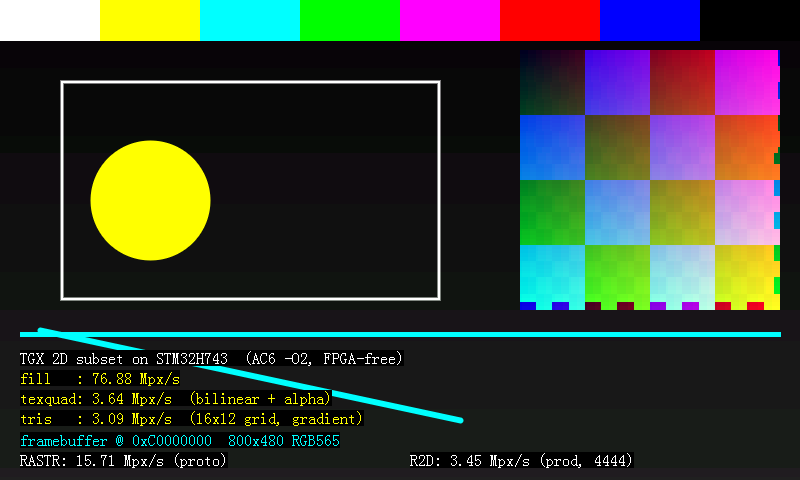 TGX 2D subset on STM32H743  (AC6 -O2, FPGA-free)
fill   : 76.88 Mpx/s
texquad: 3.64 Mpx/s  (bilinear + alpha)
tris   : 3.09 Mpx/s  (16x12 grid, gradient)
framebuffer @ 0xC0000000  800x480 RGB565
RASTR: 15.71 Mpx/s (proto)
R2D: 3.45 Mpx/s (prod, 4444)